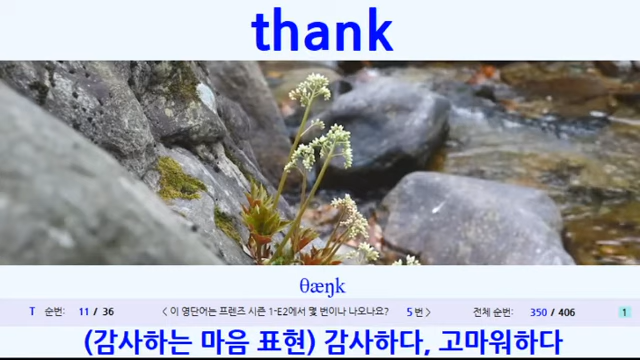 thank
θæŋk
T 순번: 11 / 36 < 이 영단어는 프렌즈 시즌 1-E2에서 몇 번이나 나오나요? 5번 > 전체 순번: 350 / 406 1
(감사하는 마음 표현) 감사하다, 고마워하다